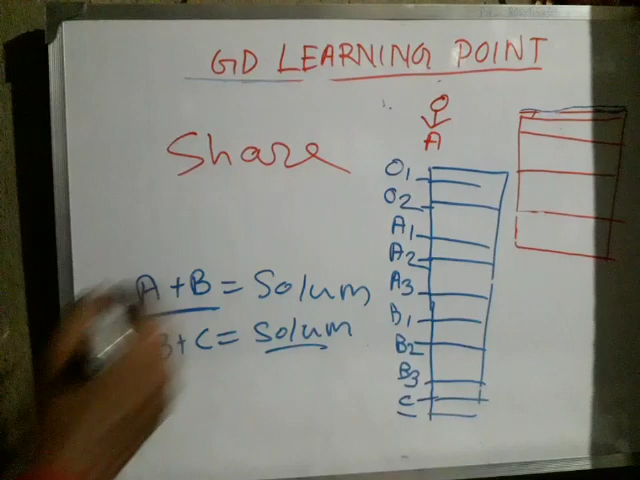 GD LEARNING POINT
Share
O
A
O1
O2
A1
A2
A3
B1
B2
B3
C
A + B = Solum
B + C = Solum